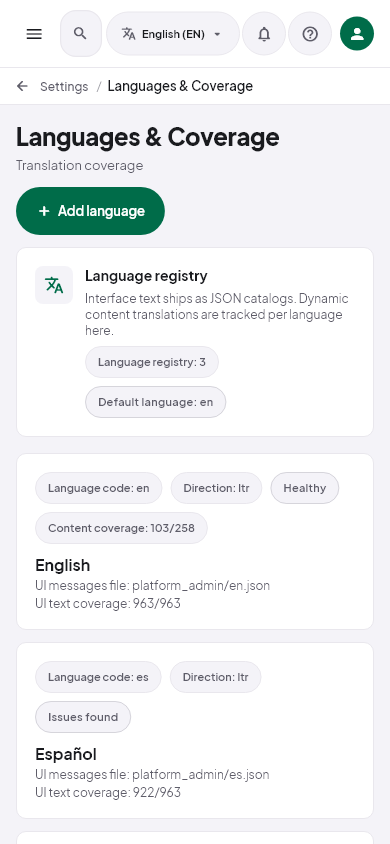 English (EN)
Settings / Languages & Coverage
Languages & Coverage
Translation coverage
+ Add language
Language registry
Interface text ships as JSON catalogs. Dynamic
content translations are tracked per language
here.
Language registry: 3
Default language: en
Language code: en Direction: ltr Healthy
Content coverage: 103/258
English
UI messages file: platform_admin/en.json
UI text coverage: 963/963
Language code: es Direction: ltr
Issues found
Español
UI messages file: platform_admin/es.json
UI text coverage: 922/963